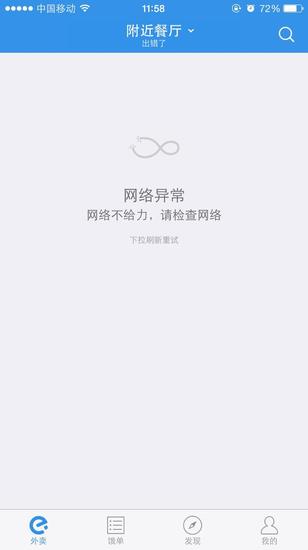 中国移动
11:58
72%
附近餐厅
出错了
网络异常
网络不给力，请检查网络
下拉刷新重试
外卖
饿单
发现
我的